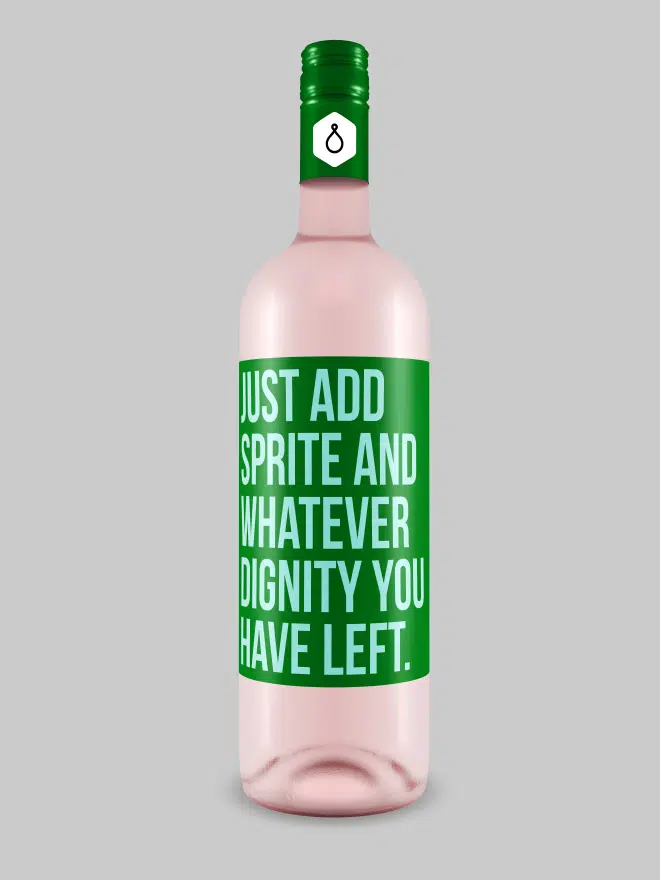 JUST ADD
SPRITE AND
WHATEVER
DIGNITY YOU
HAVE LEFT.